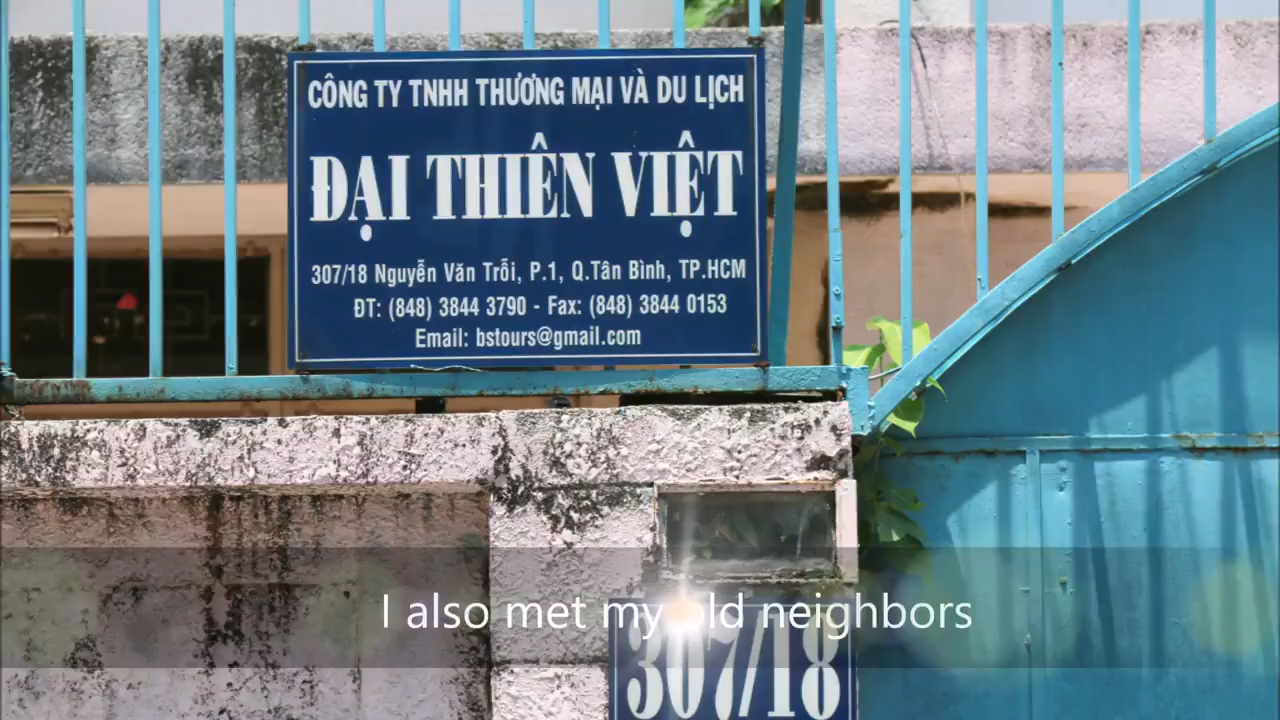 CÔNG TY TNHH THƯƠNG MẠI VÀ DU LỊCH
ĐẠI THIÊN VIỆT
307/18 Nguyễn Văn Trỗi, P.1, Q.Tân Bình, TP.HCM
ĐT: (848) 3844 3790 - Fax: (848) 3844 0153
Email: bstours@gmail.com
I also met my old neighbors
307/18